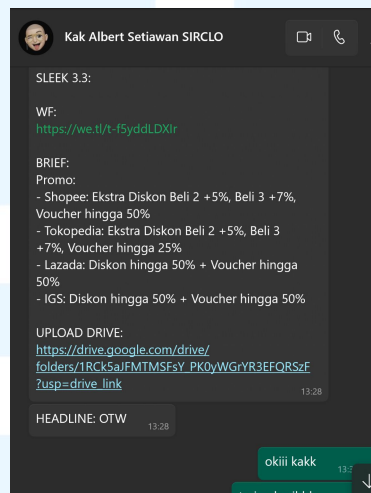 Kak Albert Setiawan SIRCLO
SLEEK 3.3:
WF:
https://we.tl/t-f5yddLDXIr
BRIEF:
Promo:
- Shopee: Ekstra Diskon Beli 2 +5%, Beli 3 +7%,
Voucher hingga 50%
- Tokopedia: Ekstra Diskon Beli 2 +5%, Beli 3
+7%, Voucher hingga 25%
- Lazada: Diskon hingga 50% + Voucher hingga
50%
- IGS: Diskon hingga 50% + Voucher hingga 50%
UPLOAD DRIVE:
https://drive.google.com/drive/
folders/1RCk5aJFMTMSFsY_PK0yWGrYR3EFQRSzF
?usp=drive_link
13:28
HEADLINE: OTW
13:28
okiii kakk